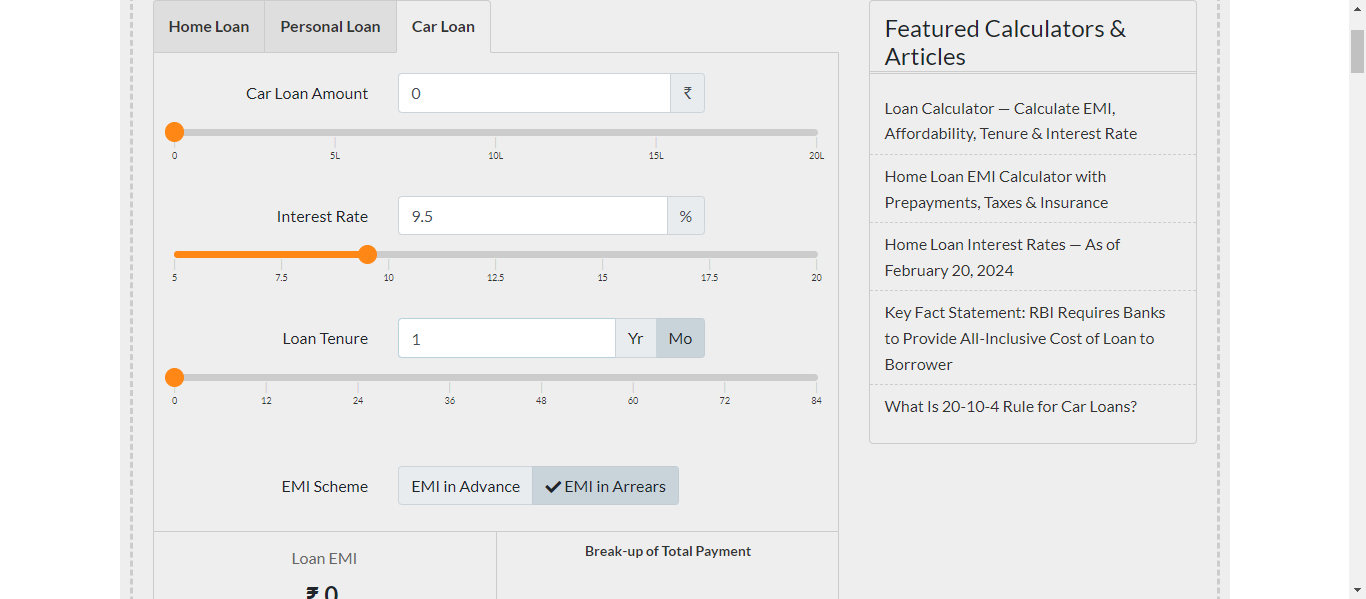 Home Loan
Personal Loan
Car Loan
Car Loan Amount
0
₹
0
5L
10L
15L
20L
Interest Rate
9.5
%
5
7.5
10
12.5
15
17.5
20
Loan Tenure
1
Yr
Mo
0
12
24
36
48
60
72
84
EMI Scheme
EMI in Advance
EMI in Arrears
Loan EMI
₹ 0
Break-up of Total Payment
Featured Calculators &
Articles
Loan Calculator — Calculate EMI,
Affordability, Tenure & Interest Rate
Home Loan EMI Calculator with
Prepayments, Taxes & Insurance
Home Loan Interest Rates — As of
February 20, 2024
Key Fact Statement: RBI Requires Banks
to Provide All-Inclusive Cost of Loan to
Borrower
What Is 20-10-4 Rule for Car Loans?